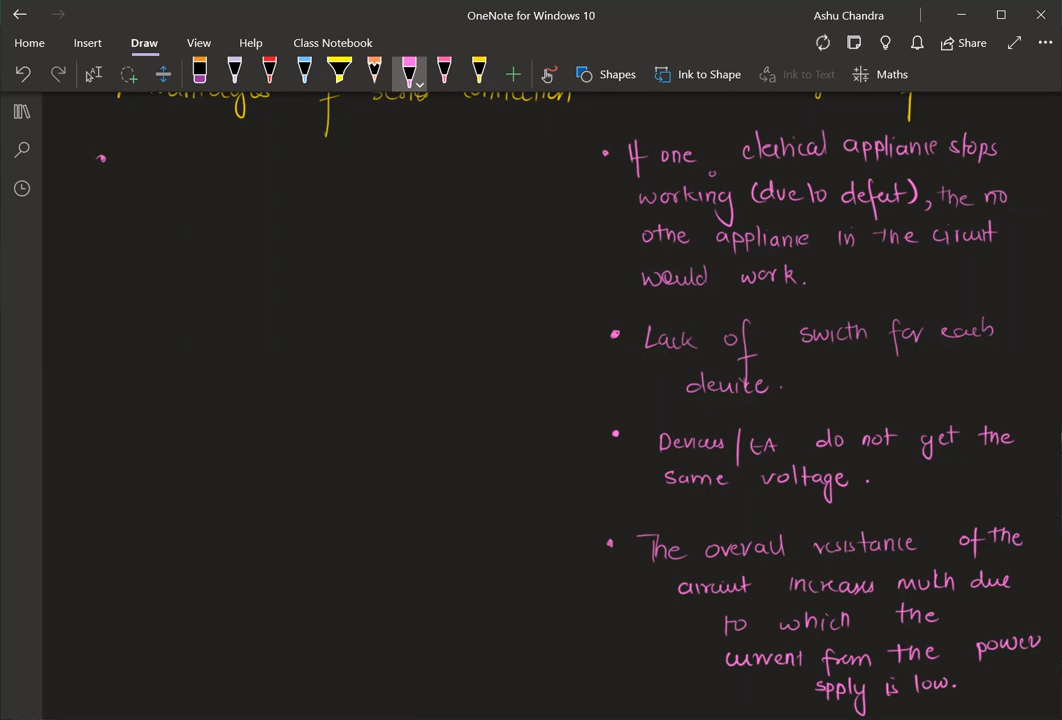 OneNote for Windows 10
Ashu Chandra
Home Insert Draw View Help Class Notebook
Share
Shapes Ink to Shape Ink to Text Maths
connection
If one electrical appliance stops
working (due to defect), the no
othe appliance in the circuit
would work.
Lack of swicth for each
device.
Devices/EA do not get the
same voltage.
The overall resistance of the
circuit increases much due
to which the
current from the power
spply is low.